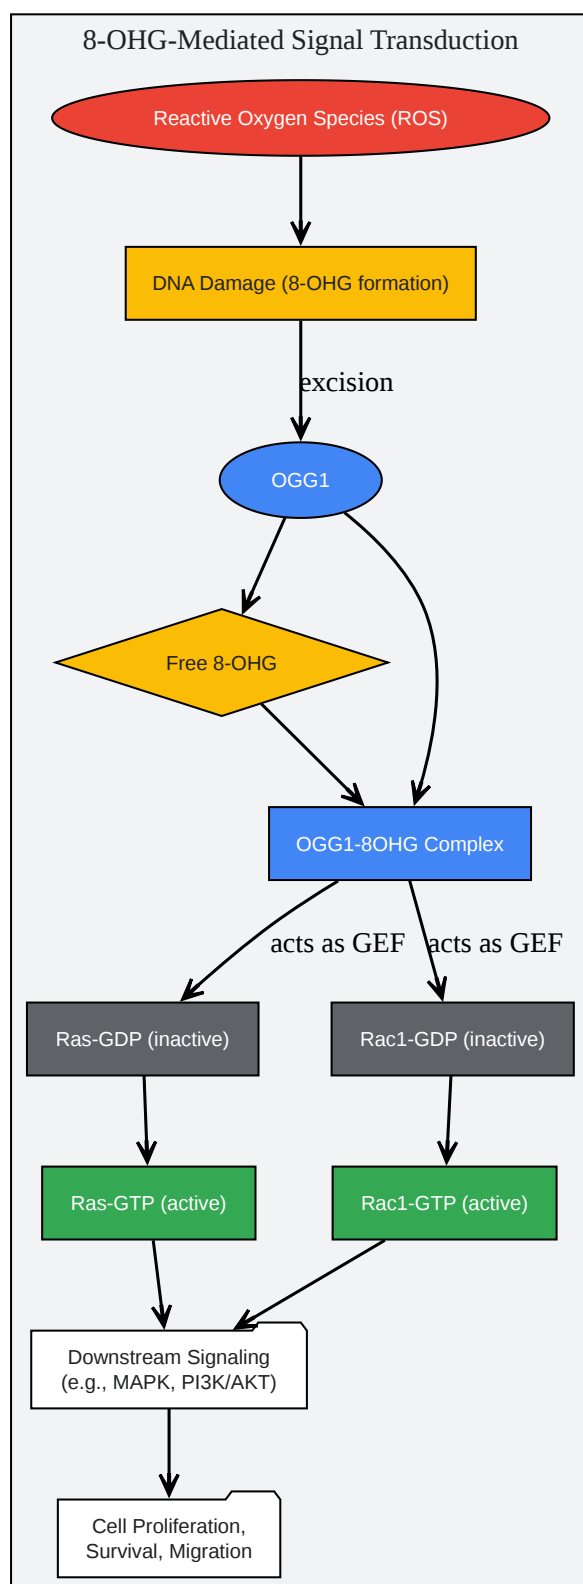 8-OHG-Mediated Signal Transduction
Reactive Oxygen Species (ROS)
DNA Damage (8-OHG formation)
excision
OGG1
Free 8-OHG
OGG1-8OHG Complex
acts as GEF
acts as GEF
Ras-GDP (inactive)
Rac1-GDP (inactive)
Ras-GTP (active)
Rac1-GTP (active)
Downstream Signaling
(e.g., MAPK, PI3K/AKT)
Cell Proliferation,
Survival, Migration